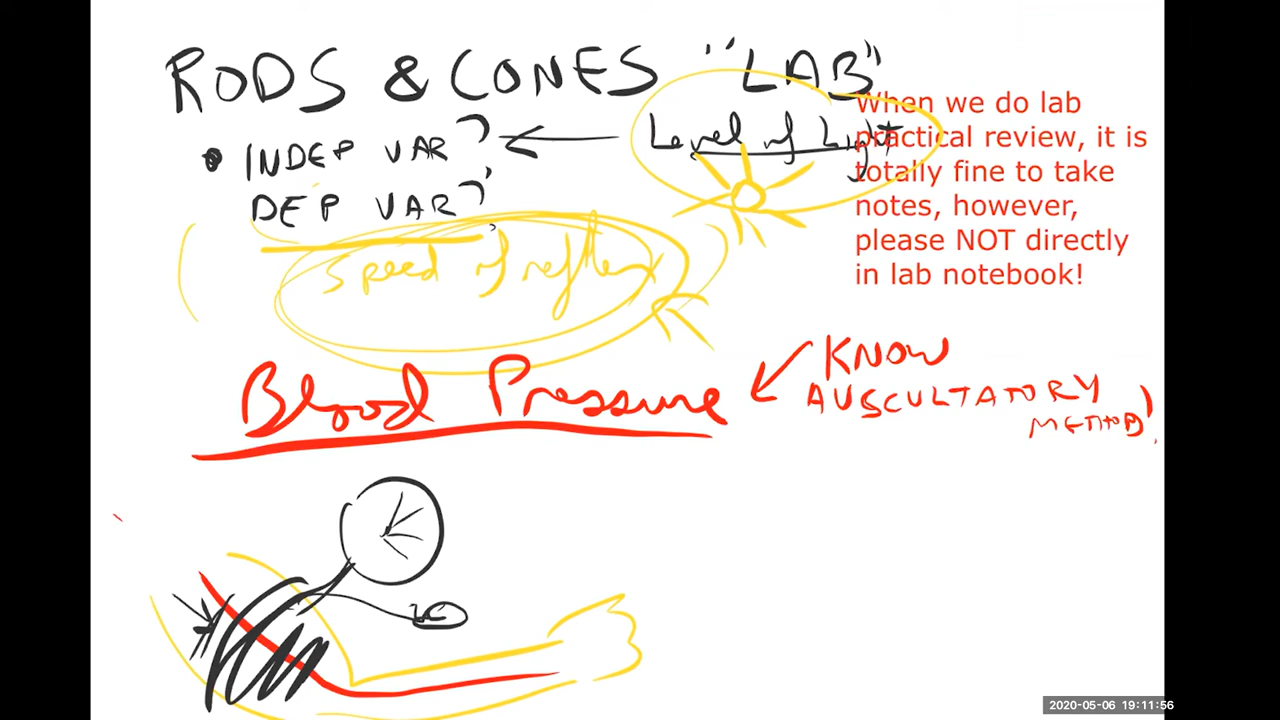 RODS & CONES "LAB"
• INDEP VAR?
Level of Light
DEP VAR?
Speed of reflex
When we do lab
practical review, it is
totally fine to take
notes, however,
please NOT directly
in lab notebook!
Blood Pressure
KNOW
AUSCULTATORY
METHOD!
2020-05-06 19:11:56